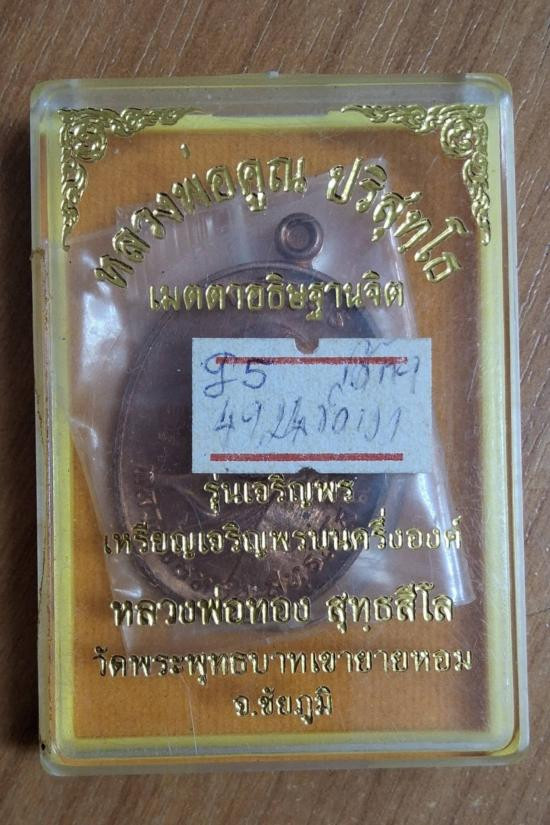 หลวงพ่อคูณ ปริสุทฺโธ
เมตตาอธิษฐานจิต
รุ่นเจริญพร
เหรียญเจริญพรบนครึ่งองค์
หลวงพ่อทอง สุทฺธสีโล
วัดพระพุทธบาทเขายายหอม
จ.ชัยภูมิ